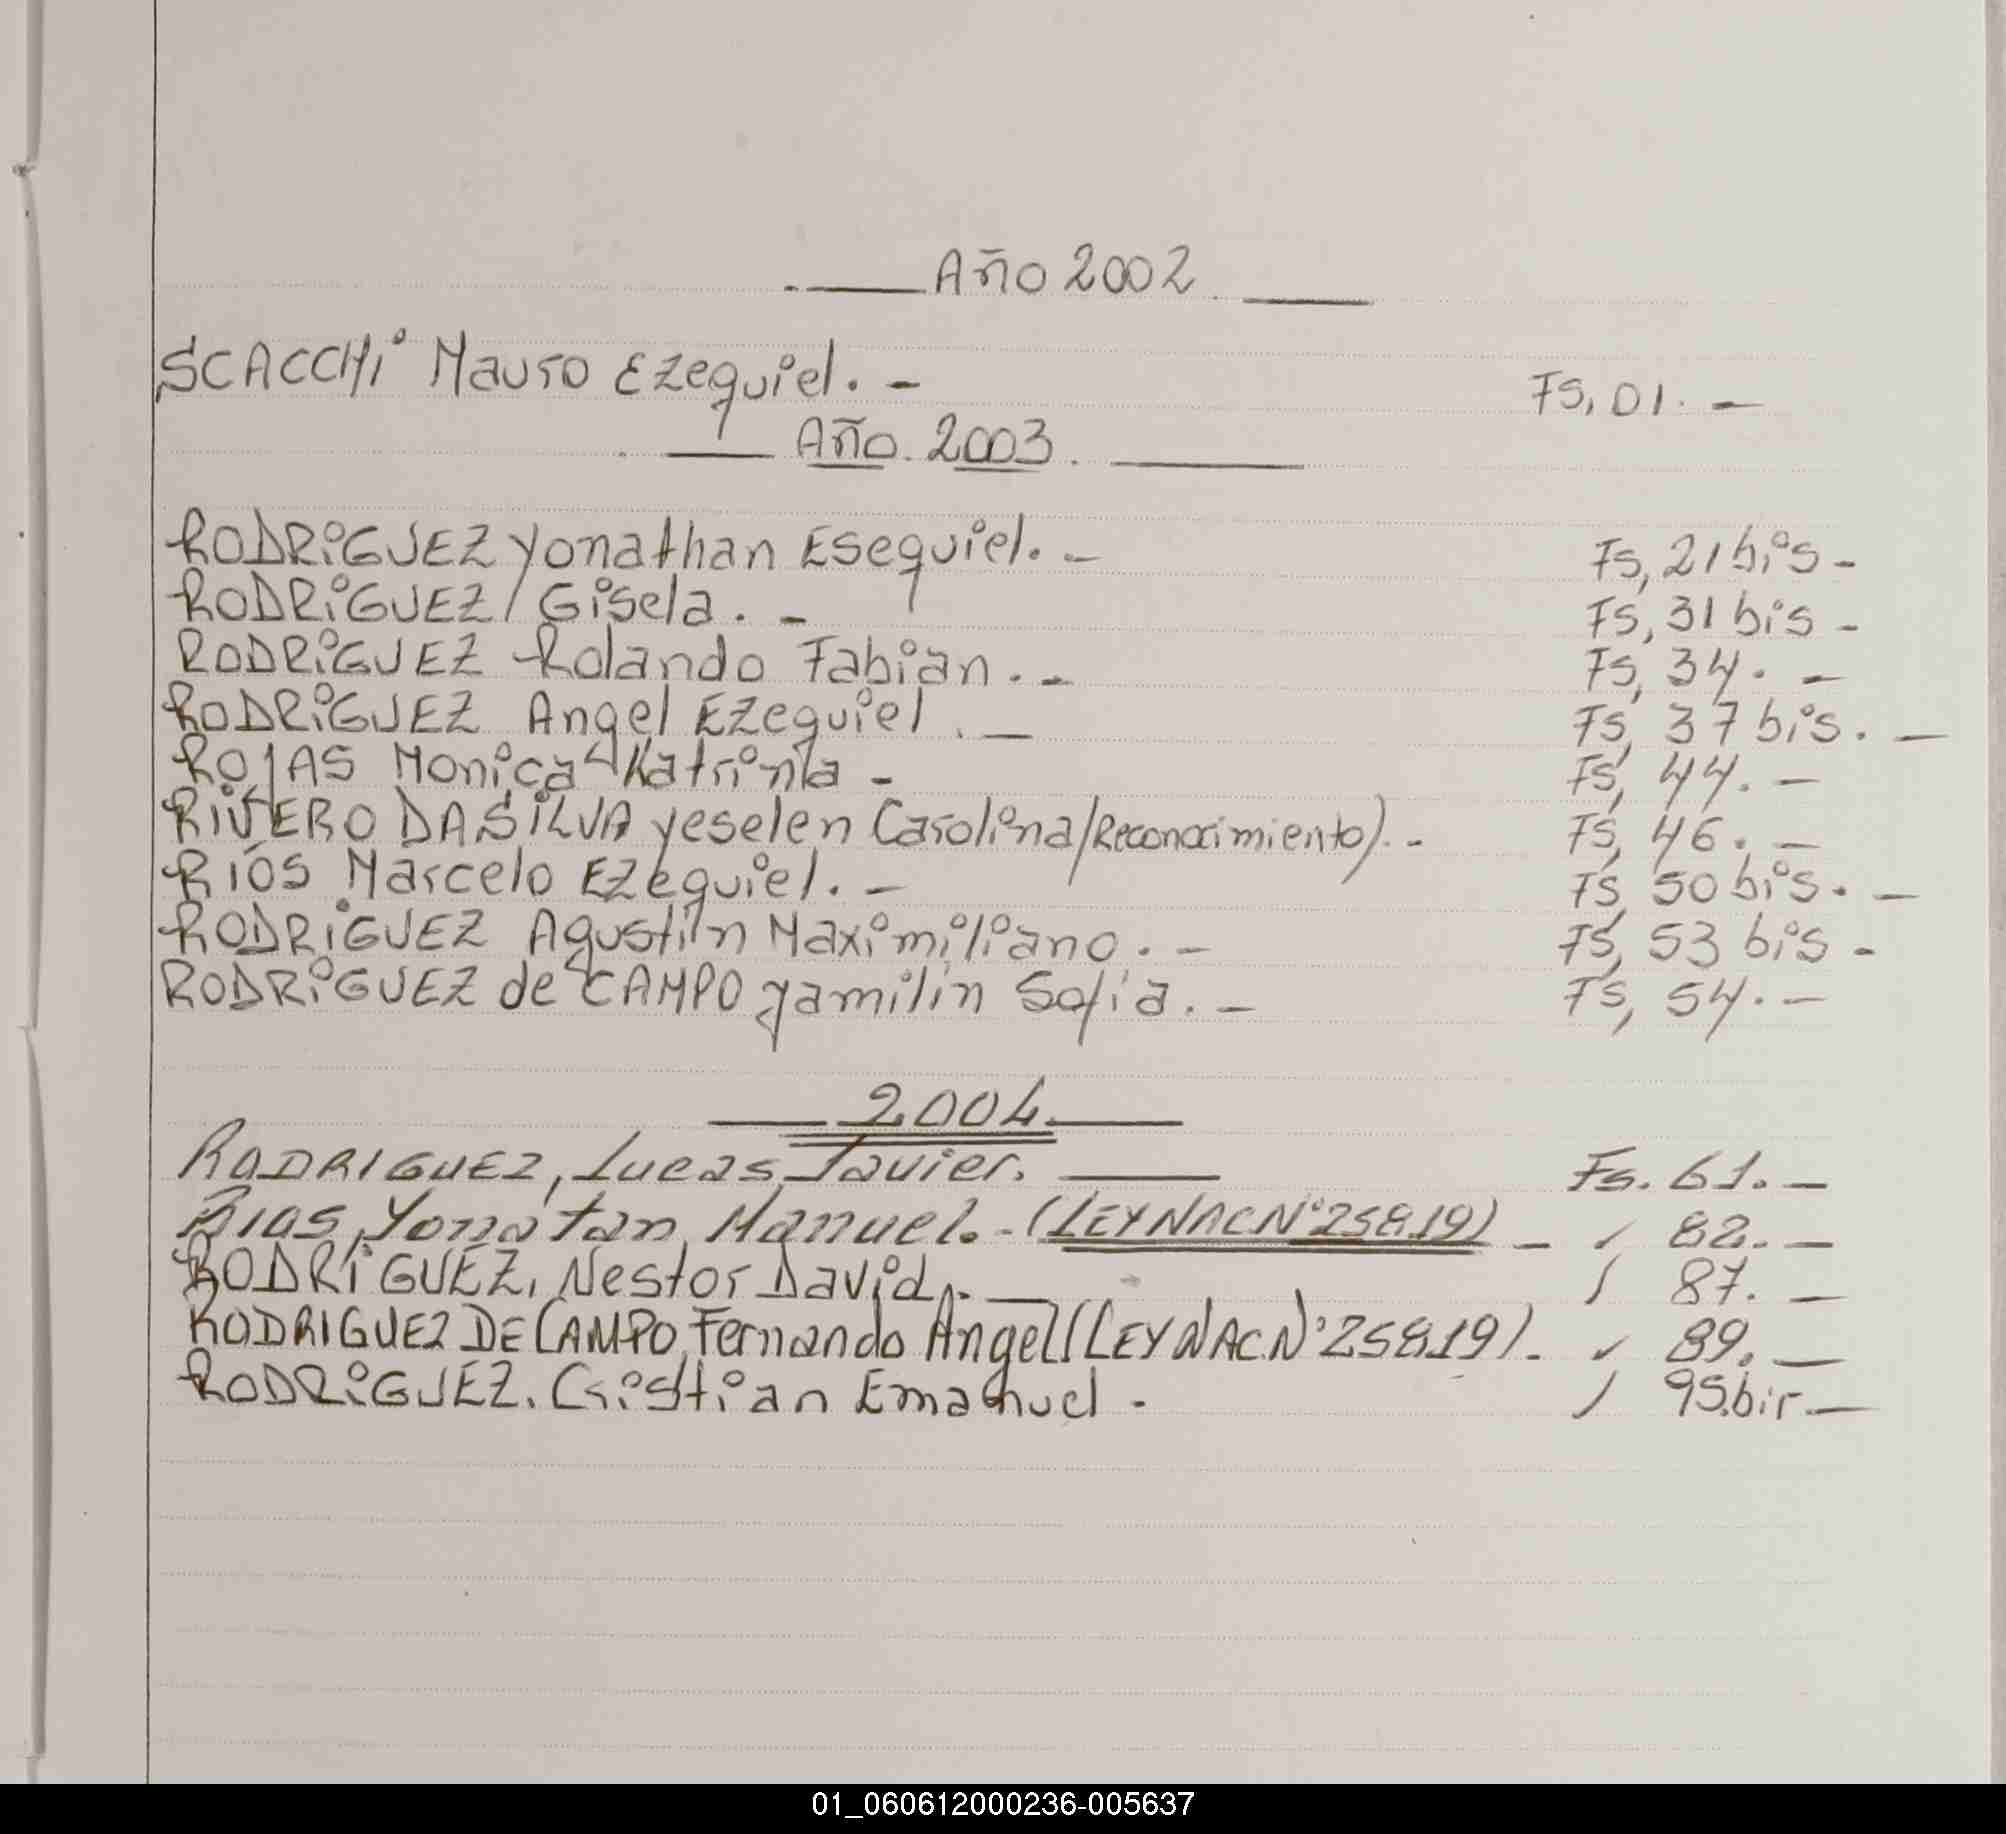 Año 2002
SCACCHi Mauro Ezequiel. - Fs, 01. -
Año. 2003.
RODRiGUEZ Yonathan Esequiel. - Fs, 21 bis -
RODRiGUEZ Gisela. - Fs, 31 bis -
RODRiGUEZ Rolando Fabian. - Fs, 34. -
RODRiGUEZ Angel Ezequiel. - Fs, 37 bis. -
ROJAS Monica - Fs, 44. -
RIVERO DASiLVA Yeselen Carolina (Reconocimiento). - Fs, 46. -
RíOS Marcelo Ezequiel. - Fs, 50 bis. -
RODRiGUEZ Agustin Maximiliano. - Fs, 53 bis -
RODRiGUEZ de CAMPO Yamilin Sofia. - Fs, 54. -
2004.
RODRIGUEZ, Lucas Javier. Fs. 61. -
RIOS, Yonatan Manuel. - (LEY NAC N° 25819) - / 82. -
RODRiGUEZ, Nestor David. - / 87. -
RODRIGUEZ DE CAMPO, Fernando Angel (LEY NAC. N° 25819). - / 89. -
RODRiGUEZ. Cristian Emanuel. / 95.bis -
01_060612000236-005637